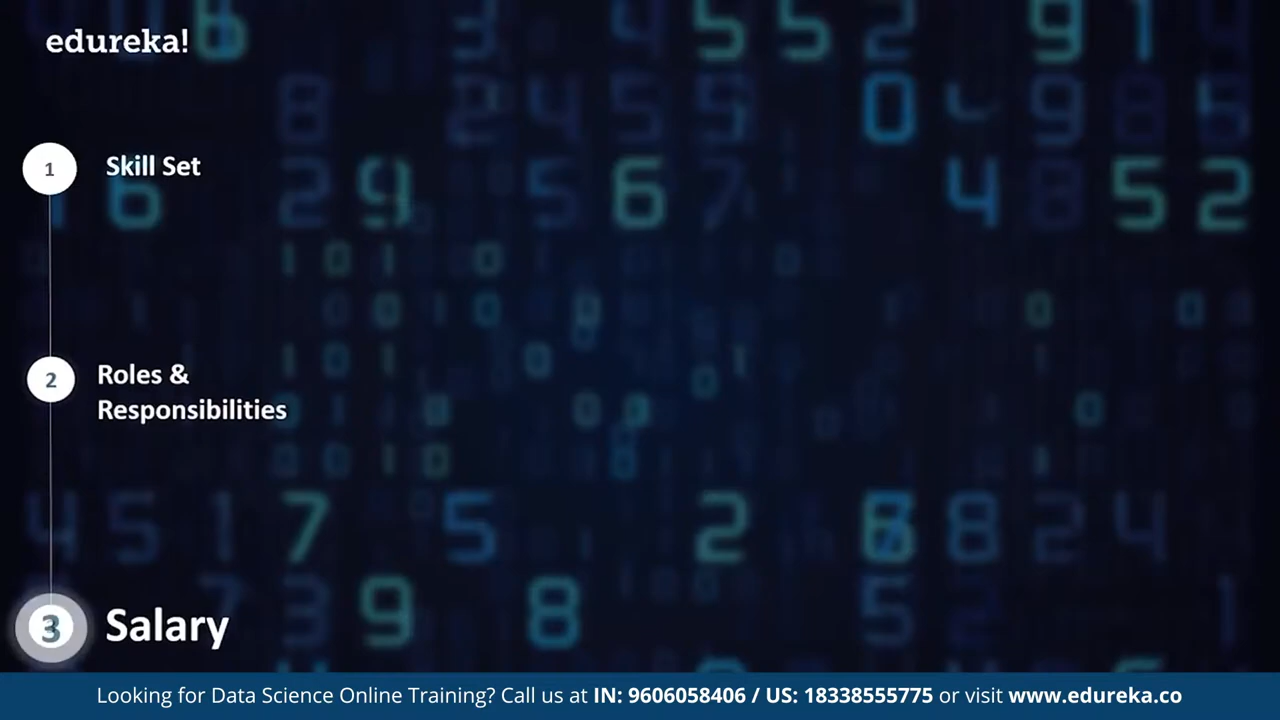 edureka!
1 Skill Set
2 Roles &
Responsibilities
3 Salary
Looking for Data Science Online Training? Call us at IN: 9606058406 / US: 18338555775 or visit www.edureka.co